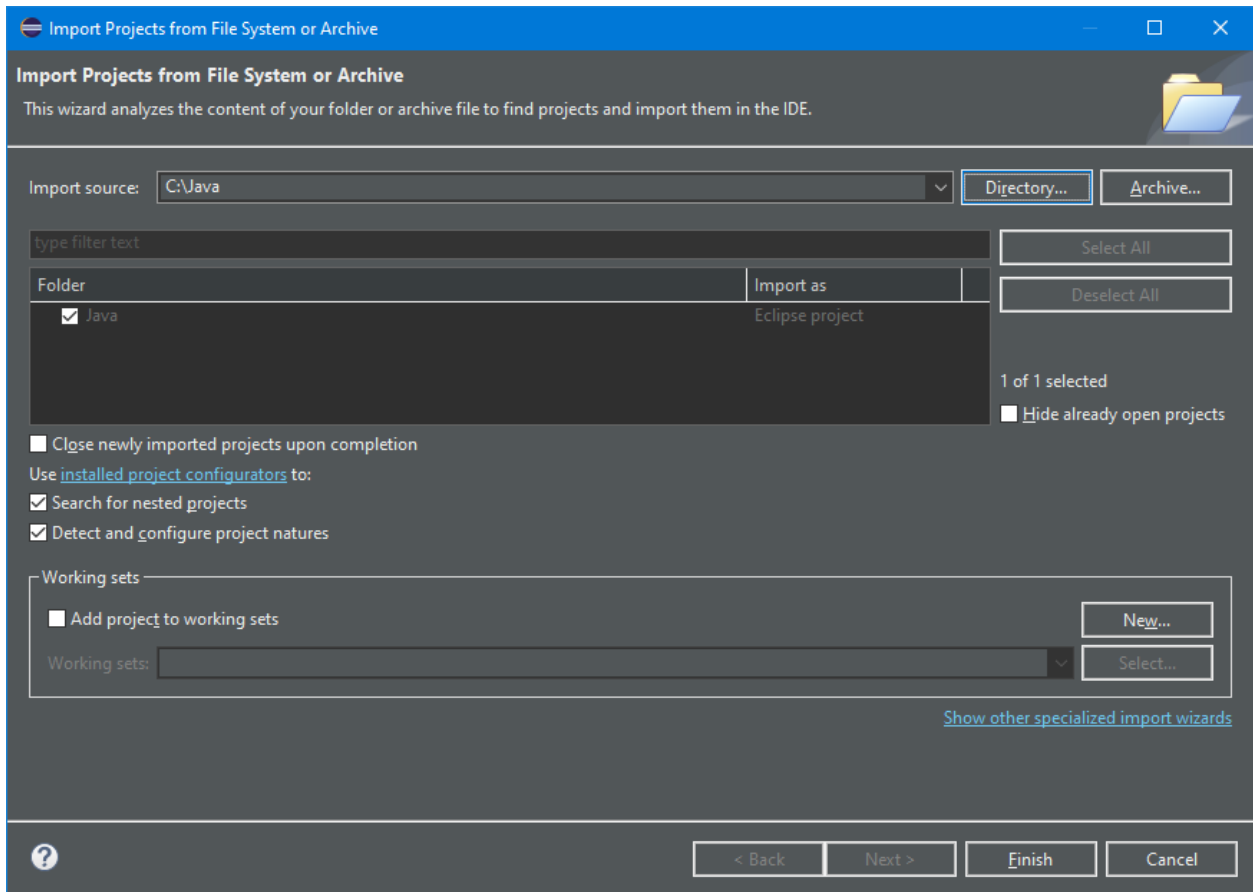 Import Projects from File System or Archive
Import Projects from File System or Archive
This wizard analyzes the content of your folder or archive file to find projects and import them in the IDE.
Import source: C:\Java Directory... Archive...
type filter text Select All
Folder Import as Deselect All
Java Eclipse project
1 of 1 selected
Hide already open projects
Close newly imported projects upon completion
Use installed project configurators to:
Search for nested projects
Detect and configure project natures
Working sets
Add project to working sets New...
Working sets: Select...
Show other specialized import wizards
? < Back Next > Finish Cancel